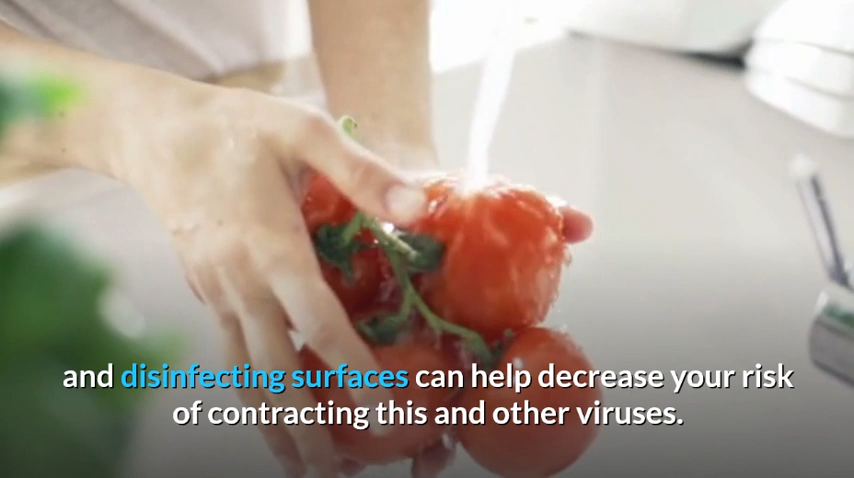 and disinfecting surfaces can help decrease your risk
of contracting this and other viruses.